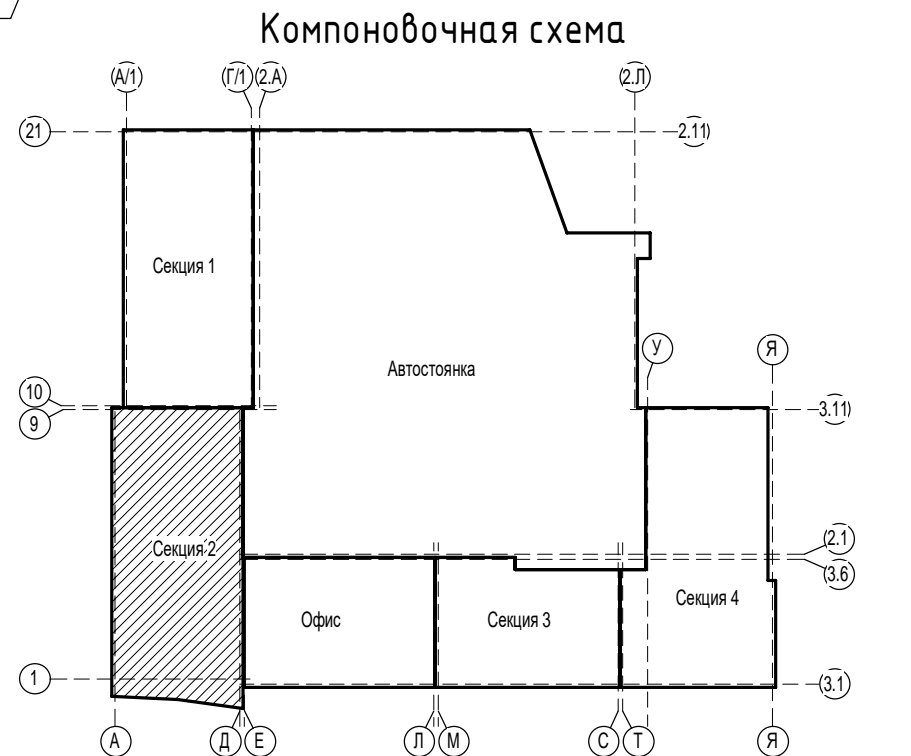 Компоновочная схема
А/1
Г/1
2.А
2.Л
21
2.11
Секция 1
У
Я
Автостоянка
10
9
3.11
2.1
Секция 2
3.6
Секция 4
Офис
Секция 3
1
3.1
А
Д
Е
Л
М
С
Т
Я